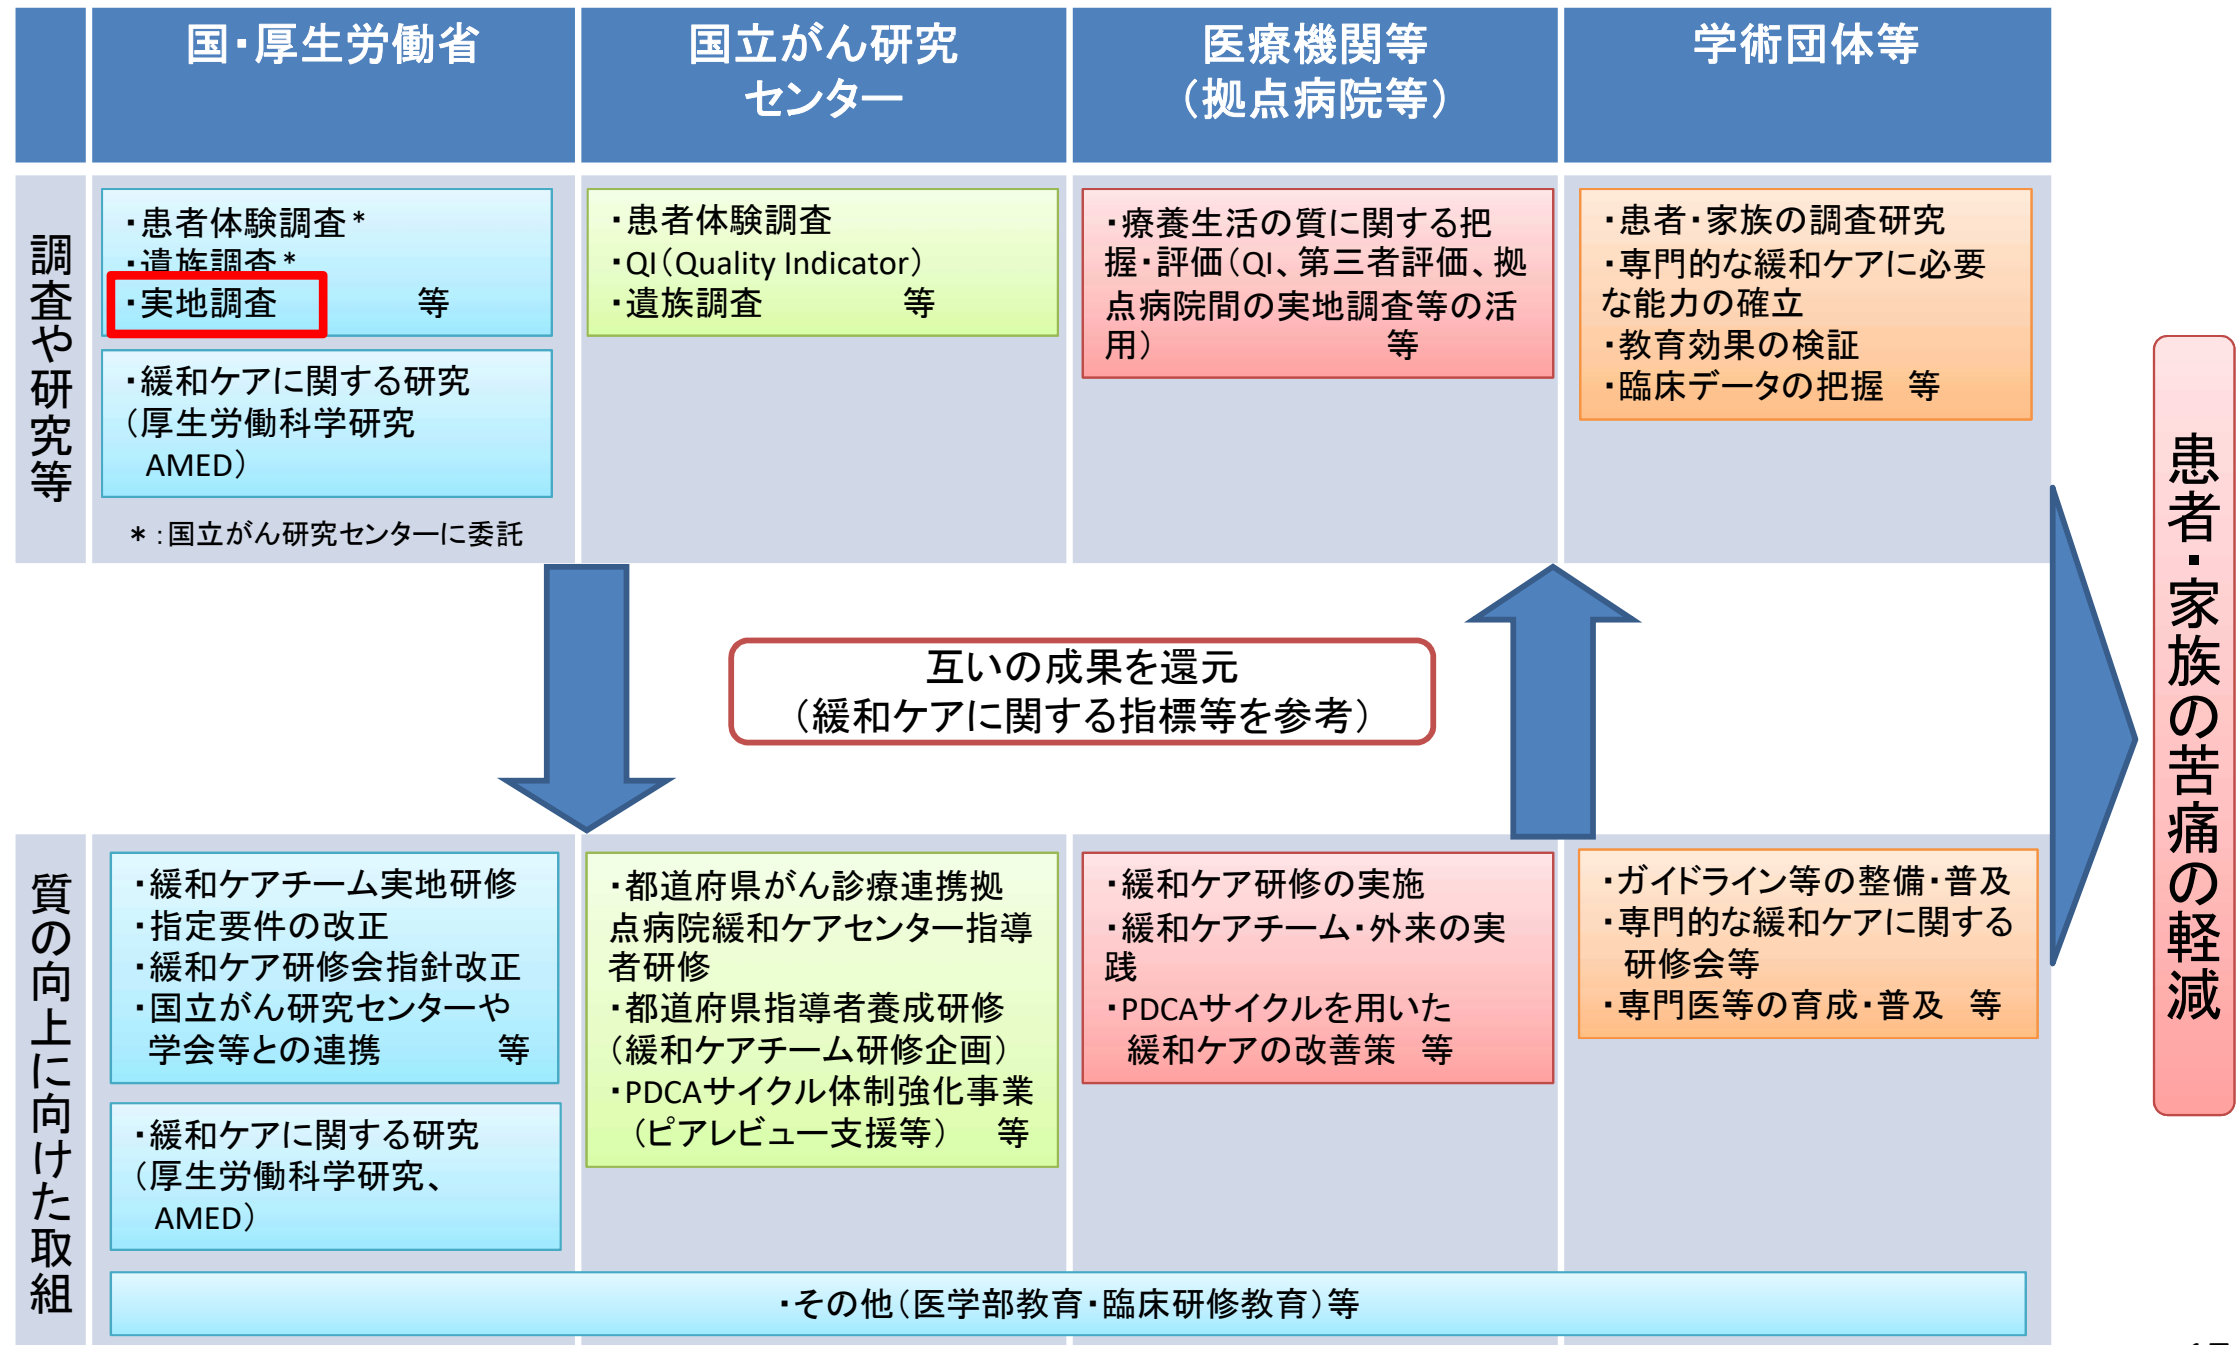 国・厚生労働省
国立がん研究
センター
医療機関等
（拠点病院等）
学術団体等
調査や研究等
・患者体験調査*
・遺族調査*
・実地調査　　　　等
・緩和ケアに関する研究
（厚生労働科学研究
AMED）
*：国立がん研究センターに委託
・患者体験調査
・QI（Quality Indicator）
・遺族調査　　　　等
・療養生活の質に関する把
握・評価（QI、第三者評価、拠
点病院間の実地調査等の活
用）　　　　　　等
・患者・家族の調査研究
・専門的な緩和ケアに必要
な能力の確立
・教育効果の検証
・臨床データの把握　等
互いの成果を還元
（緩和ケアに関する指標等を参考）
質の向上に向けた取組
・緩和ケアチーム実地研修
・指定要件の改正
・緩和ケア研修会指針改正
・国立がん研究センターや
学会等との連携　　　等
・緩和ケアに関する研究
（厚生労働科学研究、
AMED）
・都道府県がん診療連携拠
点病院緩和ケアセンター指導
者研修
・都道府県指導者養成研修
（緩和ケアチーム研修企画）
・PDCAサイクル体制強化事業
（ピアレビュー支援等）　等
・緩和ケア研修の実施
・緩和ケアチーム・外来の実
践
・PDCAサイクルを用いた
緩和ケアの改善策　等
・ガイドライン等の整備・普及
・専門的な緩和ケアに関する
研修会等
・専門医等の育成・普及　等
・その他（医学部教育・臨床研修教育）等
患者・家族の苦痛の軽減